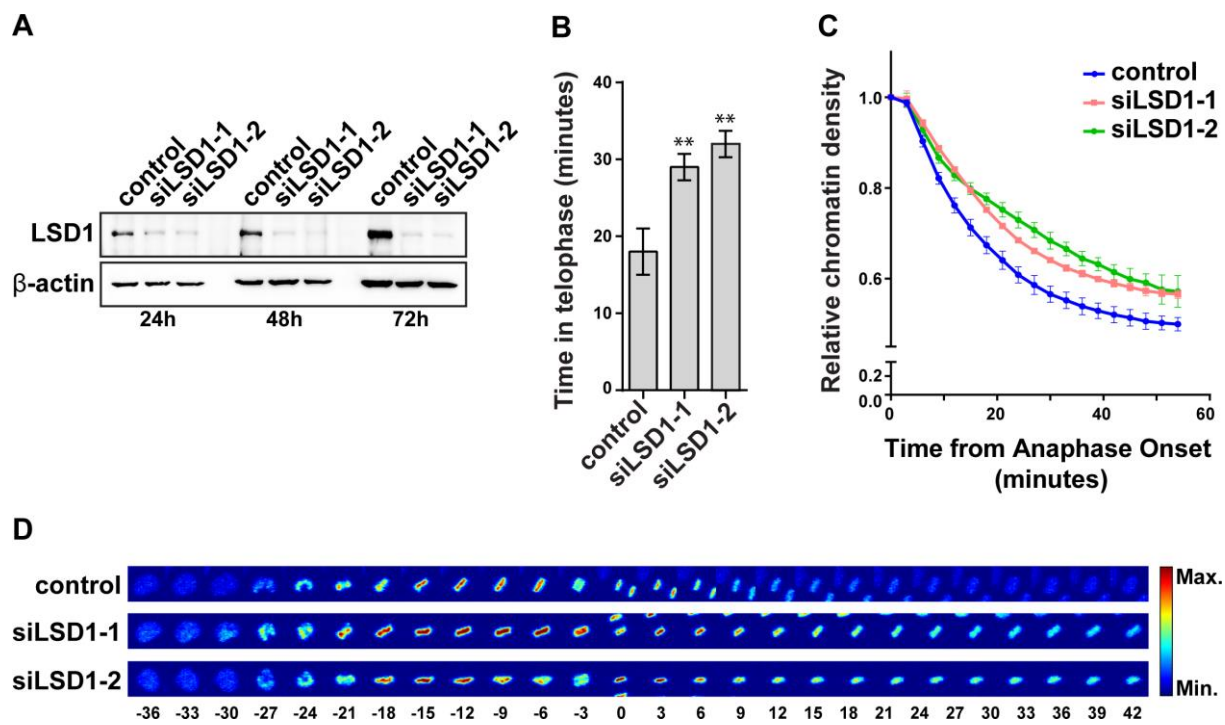 A
control
siLSD1-1
siLSD1-2
control
siLSD1-1
siLSD1-2
control
siLSD1-1
siLSD1-2
LSD1
β-actin
24h 48h 72h
B
Time in telophase (minutes)
40
30
20
10
0
**
**
control
siLSD1-1
siLSD1-2
C
Relative chromatin density
1.0
0.8
0.6
0.2
0.0
control
siLSD1-1
siLSD1-2
0 20 40 60
Time from Anaphase Onset
(minutes)
D
control
siLSD1-1
siLSD1-2
Max.
Min.
-36 -33 -30 -27 -24 -21 -18 -15 -12 -9 -6 -3 0 3 6 9 12 15 18 21 24 27 30 33 36 39 42